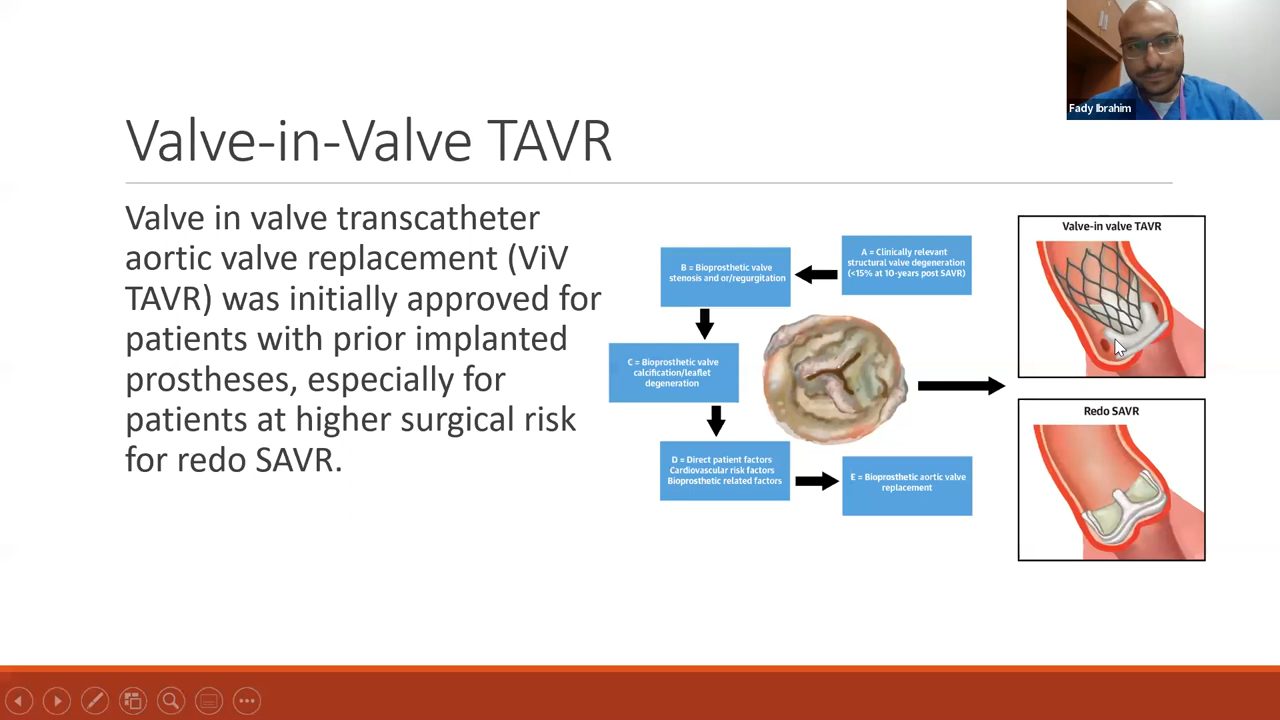 Fady Ibrahim
Valve-in-Valve TAVR
Valve in valve transcatheter
aortic valve replacement (ViV
TAVR) was initially approved for
patients with prior implanted
prostheses, especially for
patients at higher surgical risk
for redo SAVR.
A = Clinically relevant
structural valve degeneration
(<15% at 10-years post SAVR)
B = Bioprosthetic valve
stenosis and or/regurgitation
C = Bioprosthetic valve
calcification/leaflet
degeneration
D = Direct patient factors
Cardiovascular risk factors
Bioprosthetic related factors
E = Bioprosthetic aortic valve
replacement
Valve-in valve TAVR
Redo SAVR